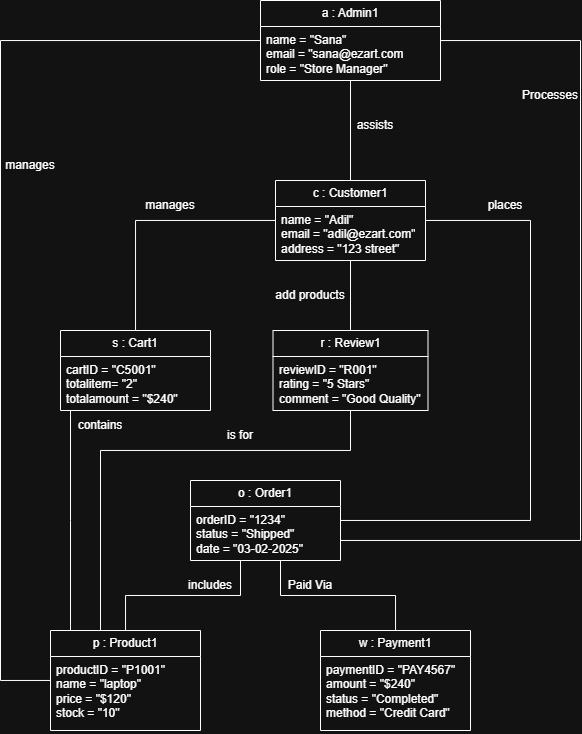 a : Admin1
name = "Sana"
email = "sana@ezart.com
role = "Store Manager"
Processes
assists
manages
c : Customer1
name = "Adil"
email = "adil@ezart.com"
address = "123 street"
manages
places
add products
s : Cart1
cartID = "C5001"
totalitem= "2"
totalamount = "$240"
r : Review1
reviewID = "R001"
rating = "5 Stars"
comment = "Good Quality"
contains
is for
o : Order1
orderID = "1234"
status = "Shipped"
date = "03-02-2025"
includes
Paid Via
p : Product1
productID = "P1001"
name = "laptop"
price = "$120"
stock = "10"
w : Payment1
paymentID = "PAY4567"
amount = "$240"
status = "Completed"
method = "Credit Card"